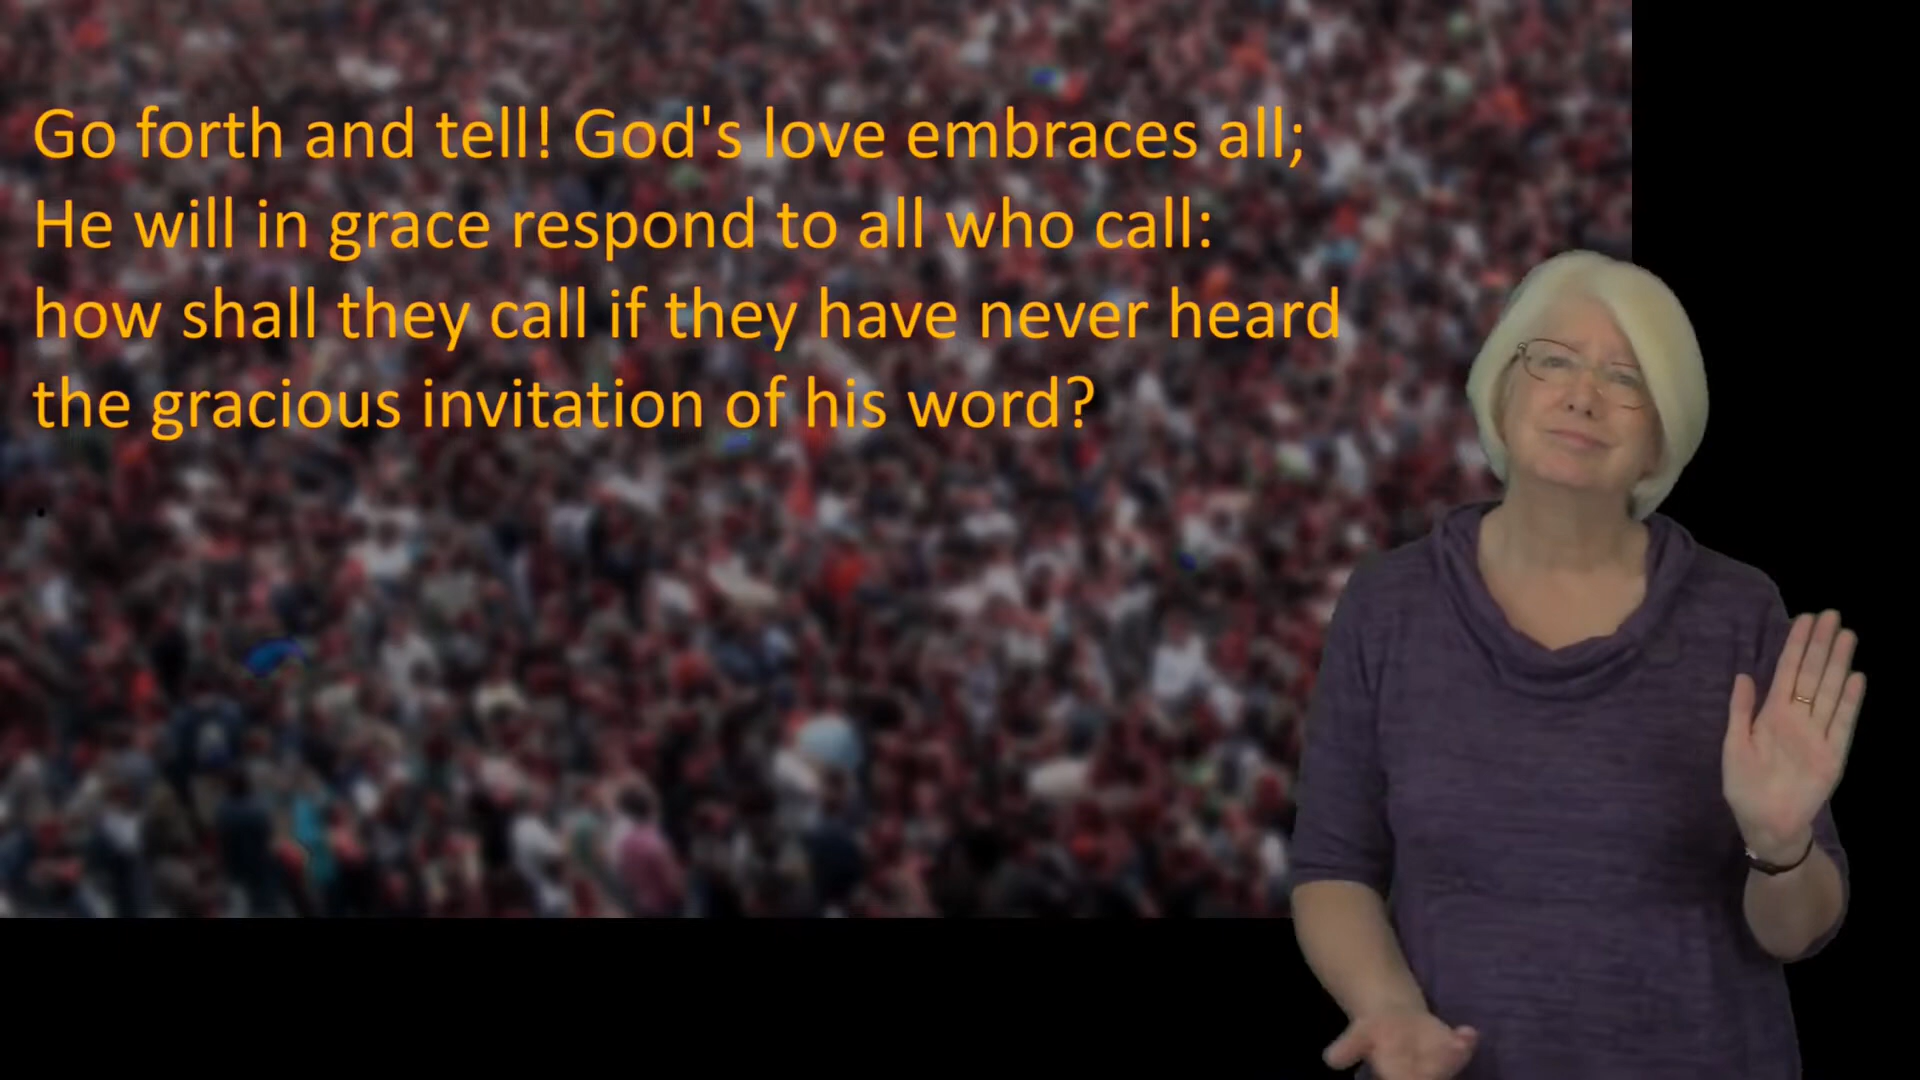 Go forth and tell! God's love embraces all;
He will in grace respond to all who call:
how shall they call if they have never heard
the gracious invitation of his word?